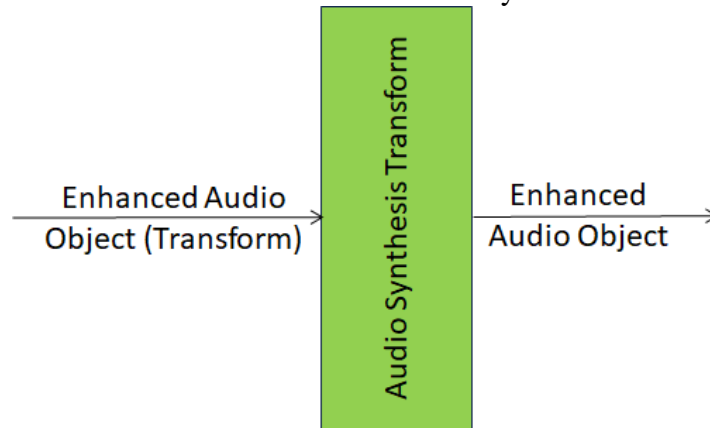 Enhanced Audio
Object (Transform)
Audio Synthesis Transform
Enhanced
Audio Object